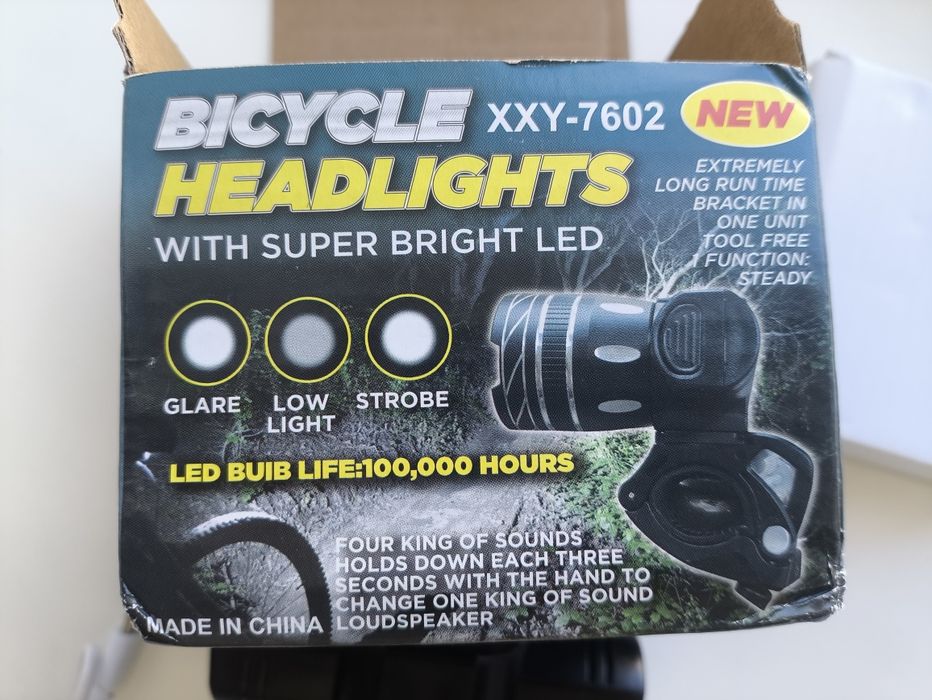 BICYCLE XXY-7602 NEW
HEADLIGHTS
WITH SUPER BRIGHT LED
EXTREMELY
LONG RUN TIME
BRACKET IN
ONE UNIT
TOOL FREE
1 FUNCTION:
STEADY
GLARE
LOW
LIGHT
STROBE
LED BUIB LIFE:100,000 HOURS
FOUR KING OF SOUNDS
HOLDS DOWN EACH THREE
SECONDS WITH THE HAND TO
CHANGE ONE KING OF SOUND
LOUDSPEAKER
MADE IN CHINA